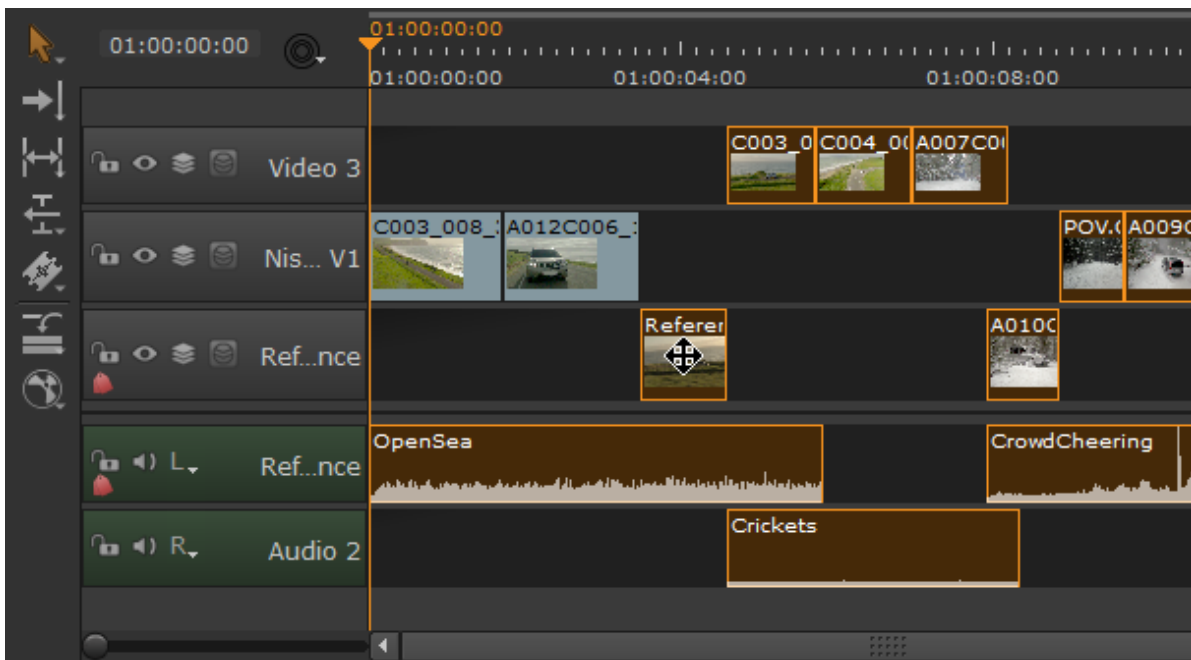 01:00:00:00
01:00:00:00
01:00:00:00 01:00:04:00 01:00:08:00
Video 3 C003_0 C004_0( A007C0
Nis... V1 C003_008_ A012C006_: POV.( A009C
Ref...nce Referer A010C
L Ref...nce OpenSea CrowdCheering
R Audio 2 Crickets